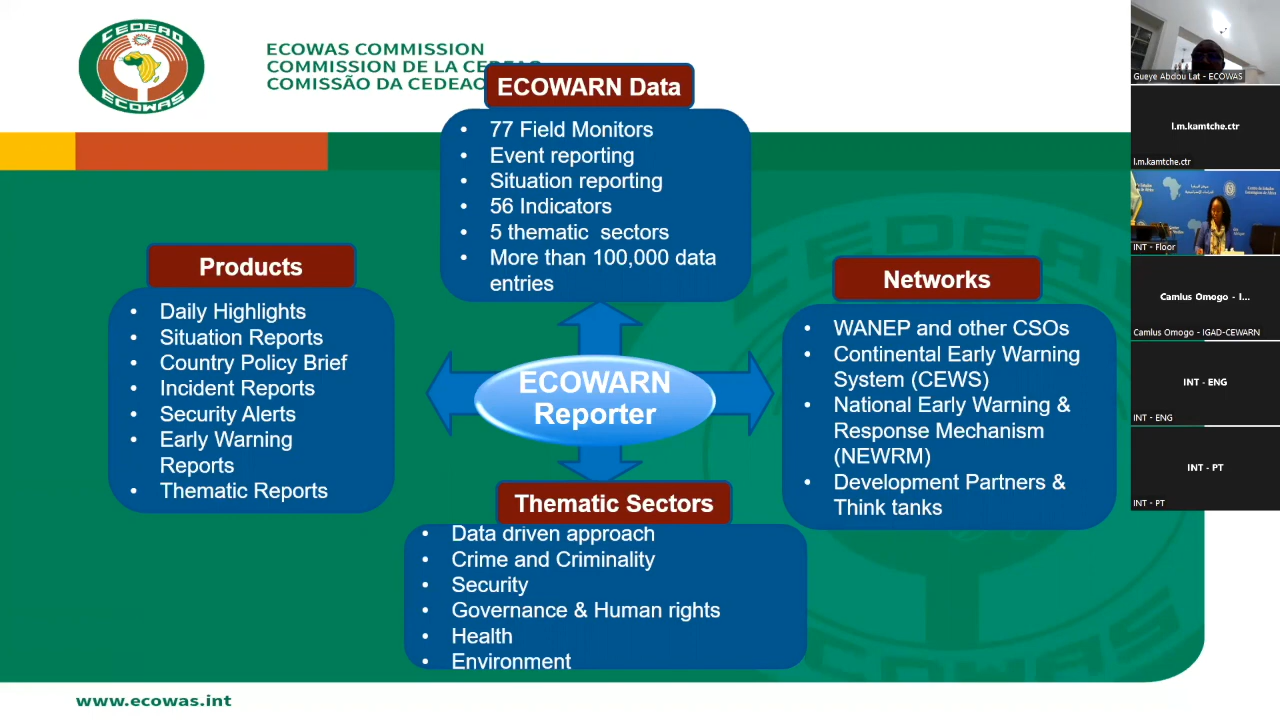 CEDEAO
ECOWAS
ECOWAS COMMISSION
COMMISSION DE LA CEDEAO
COMISSÃO DA CEDEAO
ECOWARN Data
• 77 Field Monitors
• Event reporting
• Situation reporting
• 56 Indicators
• 5 thematic sectors
• More than 100,000 data
entries
Products
• Daily Highlights
• Situation Reports
• Country Policy Brief
• Incident Reports
• Security Alerts
• Early Warning
Reports
• Thematic Reports
ECOWARN
Reporter
Networks
• WANEP and other CSOs
• Continental Early Warning
System (CEWS)
• National Early Warning &
Response Mechanism
(NEWRM)
• Development Partners &
Think tanks
Thematic Sectors
• Data driven approach
• Crime and Criminality
• Security
• Governance & Human rights
• Health
• Environment
www.ecowas.int
Gueye Abdou Lat - ECOWAS
l.m.kamtche.ctr
l.m.kamtche.ctr
INT - Floor
Camlus Omogo - I...
Camlus Omogo - IGAD-CEWARN
INT - ENG
INT - ENG
INT - PT
INT - PT